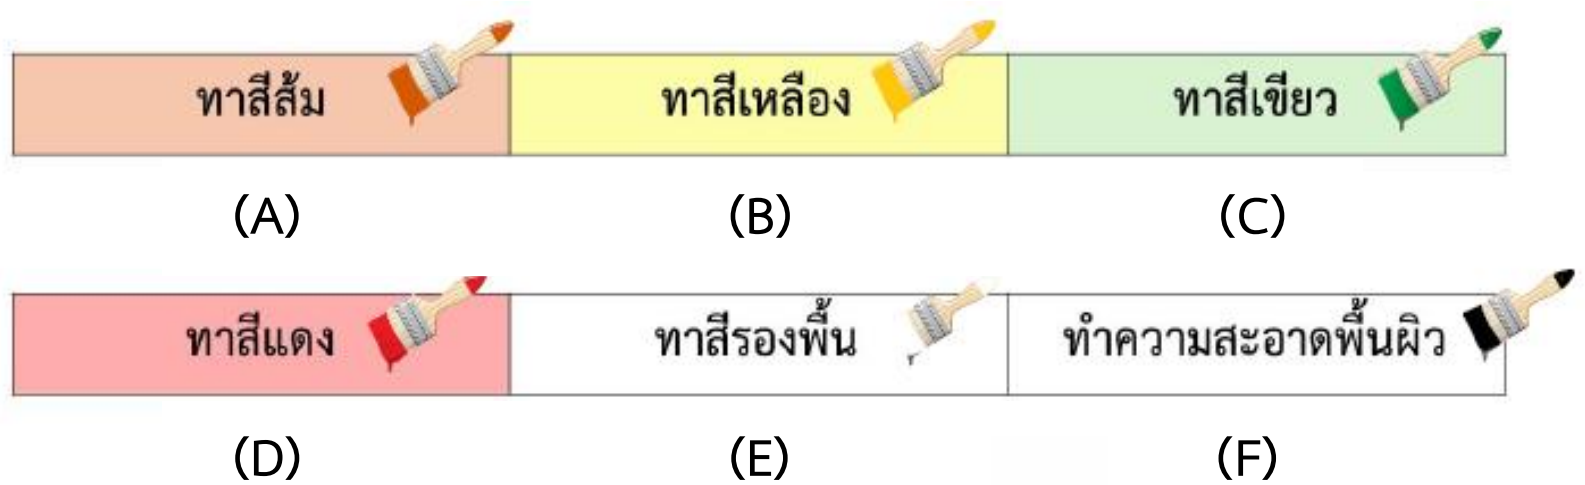 ทาสีส้ม ทาสีเหลือง ทาสีเขียว
(A) (B) (C)
ทาสีแดง ทาสีรองพื้น ทำความสะอาดพื้นผิว
(D) (E) (F)